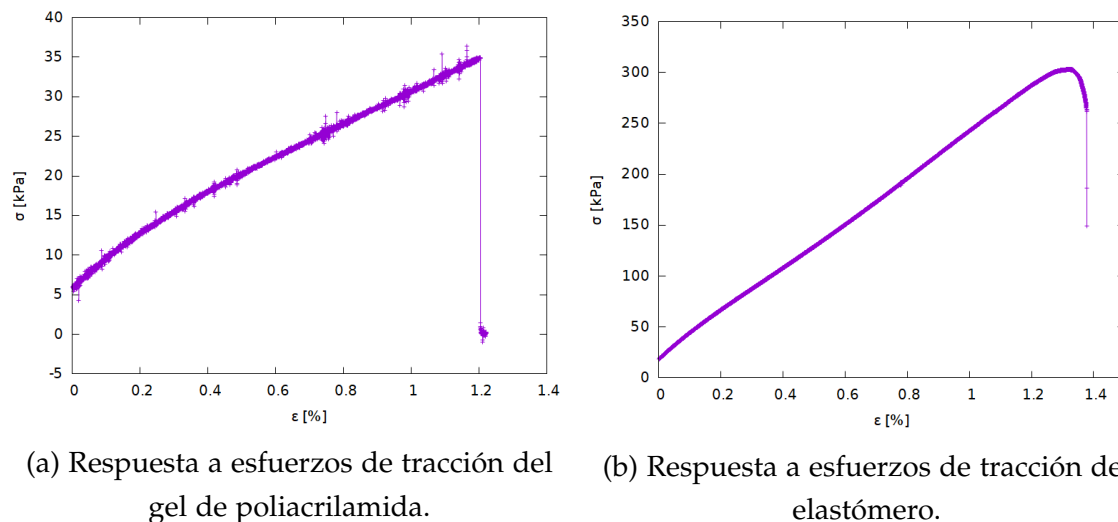 40
35
30
25
20
15
10
5
0
-5
σ [kPa]
0 0.2 0.4 0.6 0.8 1 1.2 1.4
ε [%]
(a) Respuesta a esfuerzos de tracción del
gel de poliacrilamida.
350
300
250
200
150
100
50
0
σ [kPa]
0 0.2 0.4 0.6 0.8 1 1.2 1.4
ε [%]
(b) Respuesta a esfuerzos de tracción de
elastómero.